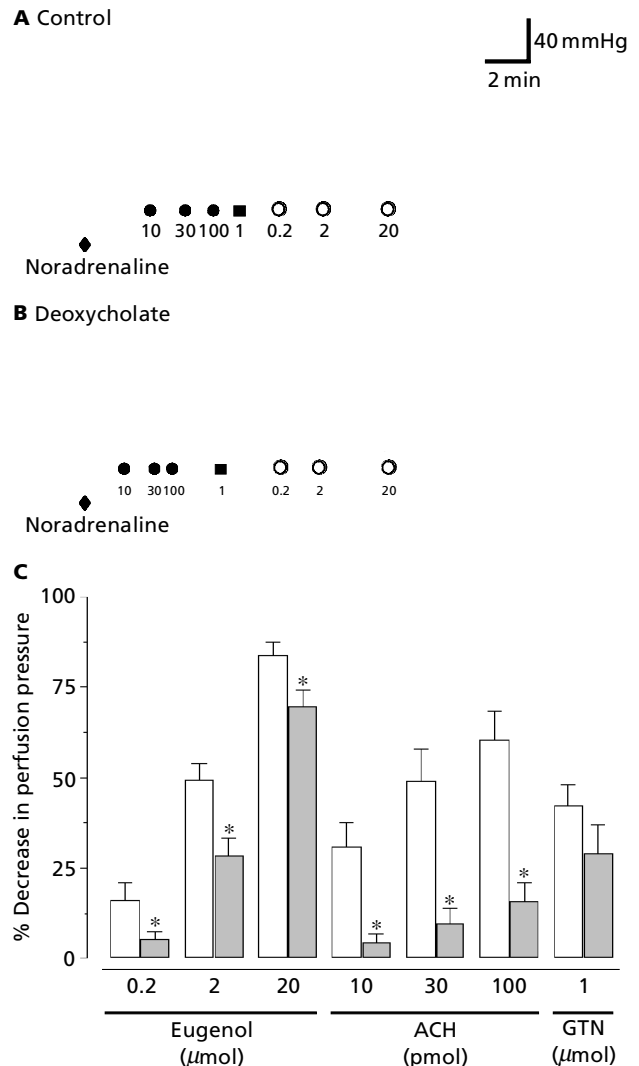 A Control
40 mmHg
2 min
10 30 100 1 0.2 2 20
Noradrenaline
B Deoxycholate
10 30 100 1 0.2 2 20
Noradrenaline
C
% Decrease in perfusion pressure
100
75
50
25
0
* * * * * *
0.2 2 20 10 30 100 1
Eugenol ACH GTN
(μmol) (pmol) (μmol)